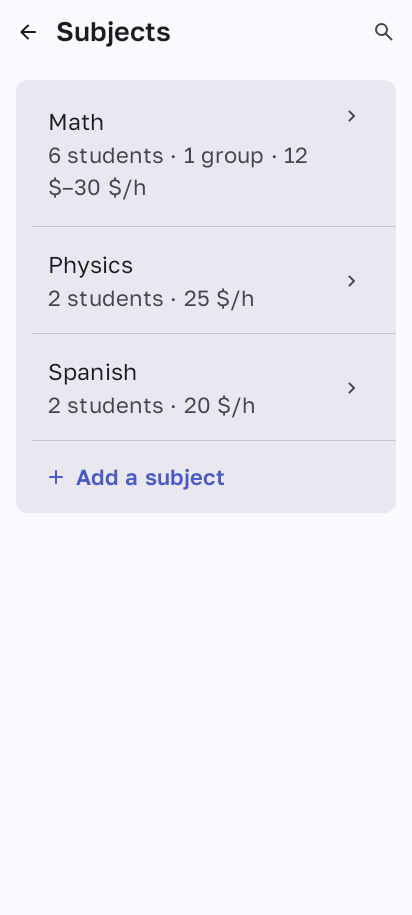 Subjects
Math
6 students · 1 group · 12
$–30 $/h
Physics
2 students · 25 $/h
Spanish
2 students · 20 $/h
+ Add a subject